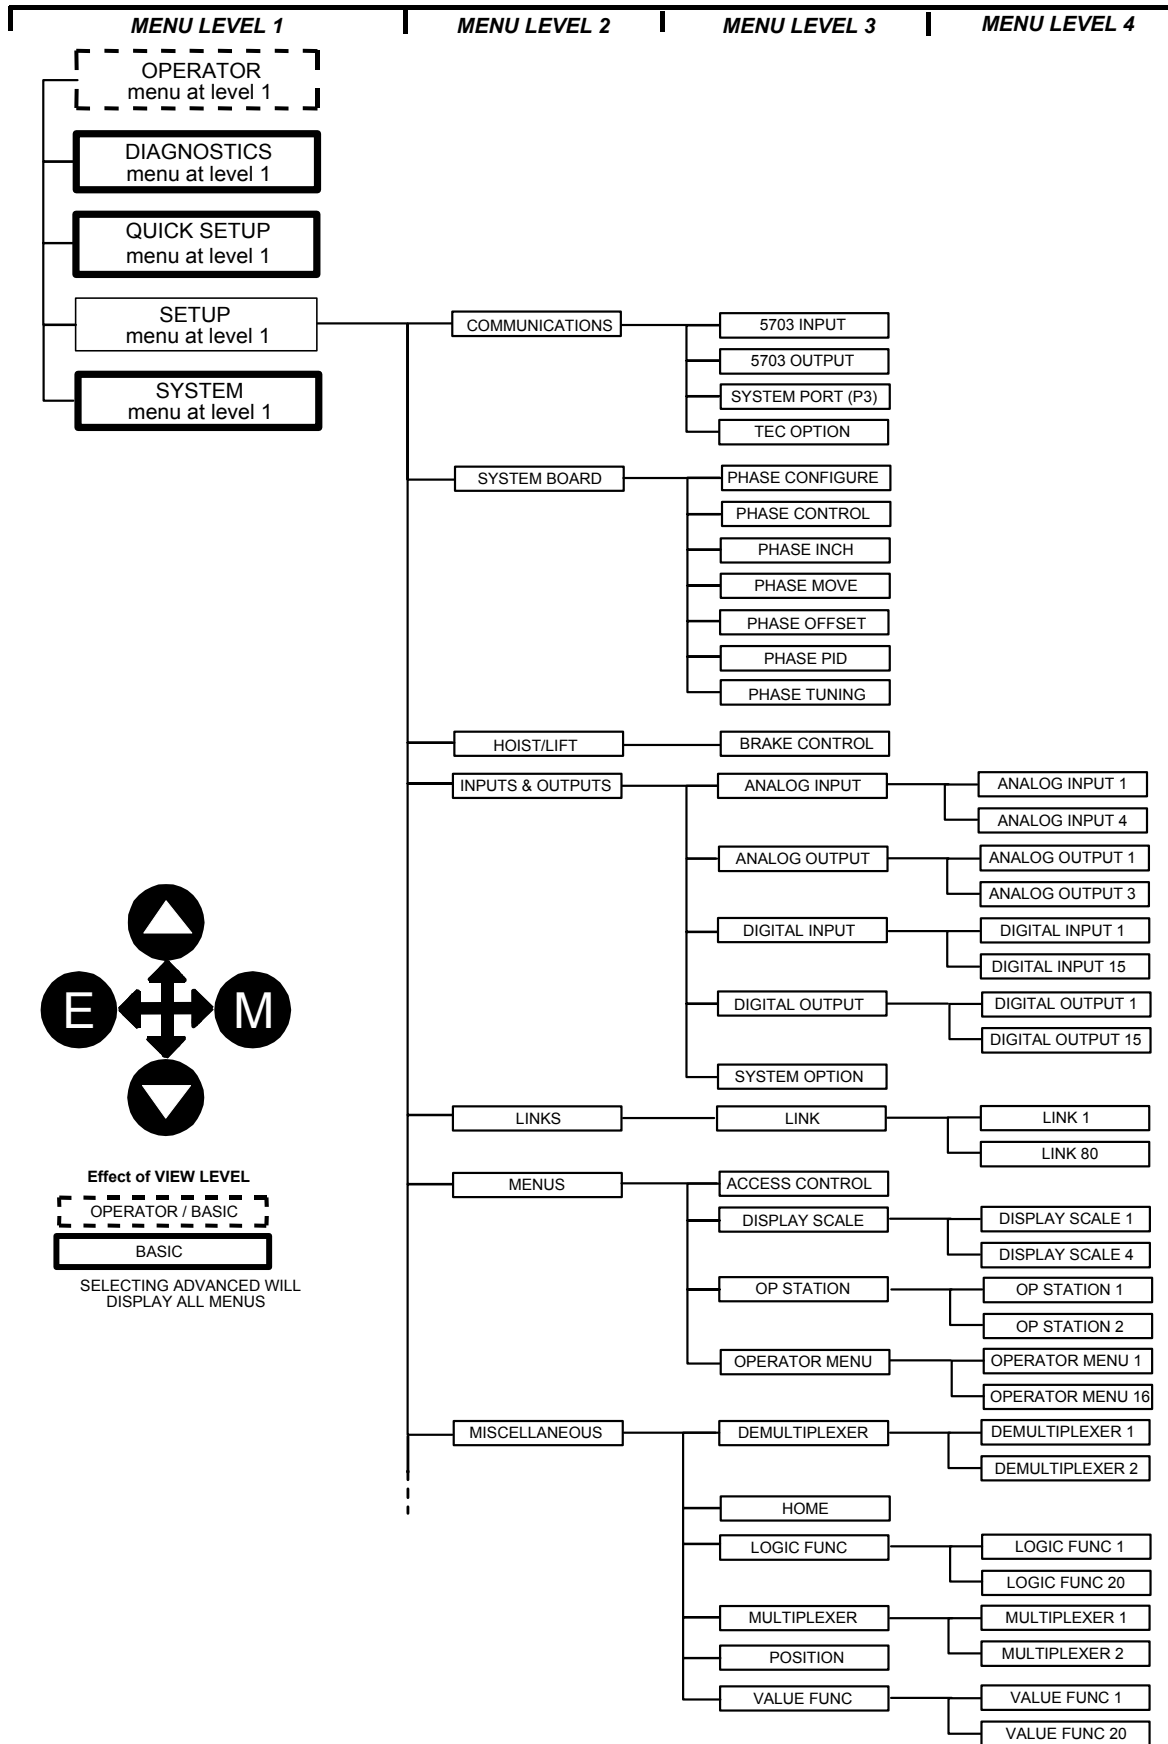 MENU LEVEL 1
MENU LEVEL 2
MENU LEVEL 3
MENU LEVEL 4
OPERATOR
menu at level 1
DIAGNOSTICS
menu at level 1
QUICK SETUP
menu at level 1
SETUP
menu at level 1
SYSTEM
menu at level 1
COMMUNICATIONS
5703 INPUT
5703 OUTPUT
SYSTEM PORT (P3)
TEC OPTION
SYSTEM BOARD
PHASE CONFIGURE
PHASE CONTROL
PHASE INCH
PHASE MOVE
PHASE OFFSET
PHASE PID
PHASE TUNING
HOIST/LIFT
BRAKE CONTROL
INPUTS & OUTPUTS
ANALOG INPUT
ANALOG INPUT 1
ANALOG INPUT 4
ANALOG OUTPUT
ANALOG OUTPUT 1
ANALOG OUTPUT 3
DIGITAL INPUT
DIGITAL INPUT 1
DIGITAL INPUT 15
DIGITAL OUTPUT
DIGITAL OUTPUT 1
DIGITAL OUTPUT 15
SYSTEM OPTION
LINKS
LINK
LINK 1
LINK 80
MENUS
ACCESS CONTROL
DISPLAY SCALE
DISPLAY SCALE 1
DISPLAY SCALE 4
OP STATION
OP STATION 1
OP STATION 2
OPERATOR MENU
OPERATOR MENU 1
OPERATOR MENU 16
MISCELLANEOUS
DEMULTIPLEXER
DEMULTIPLEXER 1
DEMULTIPLEXER 2
HOME
LOGIC FUNC
LOGIC FUNC 1
LOGIC FUNC 20
MULTIPLEXER
MULTIPLEXER 1
MULTIPLEXER 2
POSITION
VALUE FUNC
VALUE FUNC 1
VALUE FUNC 20
E
M
Effect of VIEW LEVEL
OPERATOR / BASIC
BASIC
SELECTING ADVANCED WILL
DISPLAY ALL MENUS